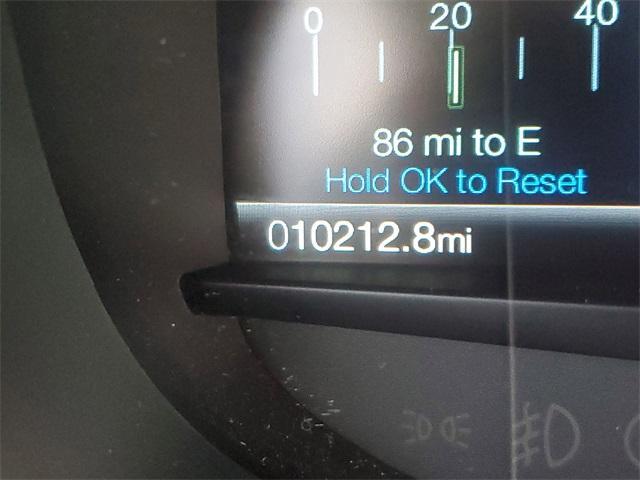 0 20 40
86 mi to E
Hold OK to Reset
010212.8mi